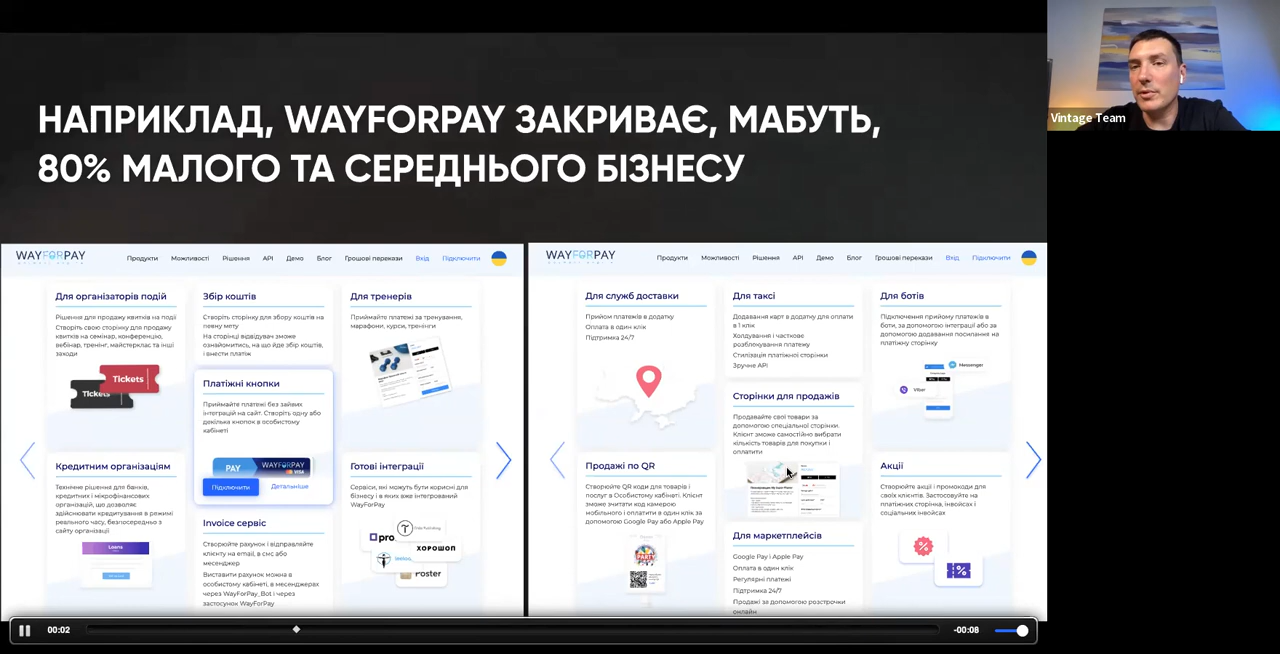 НАПРИКЛАД, WAYFORPAY ЗАКРИВАЄ, МАБУТЬ,
80% МАЛОГО ТА СЕРЕДНЬОГО БІЗНЕСУ
Vintage Team
WAYFORPAY
Продукти Можливості Рішення API Демо Блог Грошові перекази Вхід Підключити
Для організаторів подій
Рішення для продажу квитків на події
Створіть свою сторінку для продажу
квитків на семінар, конференцію,
вебінар, тренінг, майстерклас та інші
заходи
Tickets
Tickets
Кредитним організаціям
Технічне рішення для банків,
кредитних і мікрофінансових
організацій, що дозволяє
здійснювати кредитування в режимі
реального часу, безпосередньо з
сайту організації
Loans
Збір коштів
Створіть сторінку для збору коштів на
певну мету
На сторінці відвідувач зможе
ознайомитись, на що йде збір коштів,
і внести платіж
Платіжні кнопки
Приймайте платежі без зайвих
інтеграцій на сайт. Створіть одну або
декілька кнопок в особистому
кабінеті
PAY WAYFORPAY
VISA
Підключити Детальніше
Invoice сервіс
Створюйте рахунок і відправляйте
клієнту на email, в смс або
месенджер
Виставити рахунок можна в
особистому кабінеті, в месенджерах
через WayForPay_Bot і через
застосунок WayForPay
Для тренерів
Приймайте платежі за тренування,
марафони, курси, тренінги
Готові інтеграції
Сервіси, які можуть бути корисні для
бізнесу і в яких вже інтегрований
WayForPay
pro
ХОРОШОП
Poster
WAYFORPAY
Продукти Можливості Рішення API Демо Блог Грошові перекази Вхід Підключити
Для служб доставки
Прийом платежів в додатку
Оплата в один клік
Підтримка 24/7
Продажі по QR
Створюйте QR коди для товарів і
послуг в Особистому кабінеті. Клієнт
зможе зчитати код камерою
мобільного і оплатити в один клік за
допомогою Google Pay або Apple Pay
Для таксі
Додавання карт в додатку для оплати
в 1 клік
Холдування і часткове
розблокування платежу
Стилізація платіжної сторінки
Зручне API
Сторінки для продажів
Продавайте свої товари за
допомогою спеціальної сторінки.
Клієнт зможе самостійно вибрати
кількість товарів для покупки і
оплатити
Для маркетплейсів
Google Pay і Apple Pay
Оплата в один клік
Регулярні платежі
Підтримка 24/7
Продажі за допомогою розстрочки
онлайн
Для ботів
Підключення прийому платежів в
боти, за допомогою інтеграції або за
допомогою додавання посилання на
платіжну сторінку
Messenger
Viber
Акції
Створюйте акції і промокоди для
своїх клієнтів. Застосовуйте на
платіжних сторінках, інвойсах і
соціальних інвойсах
00:02
-00:08